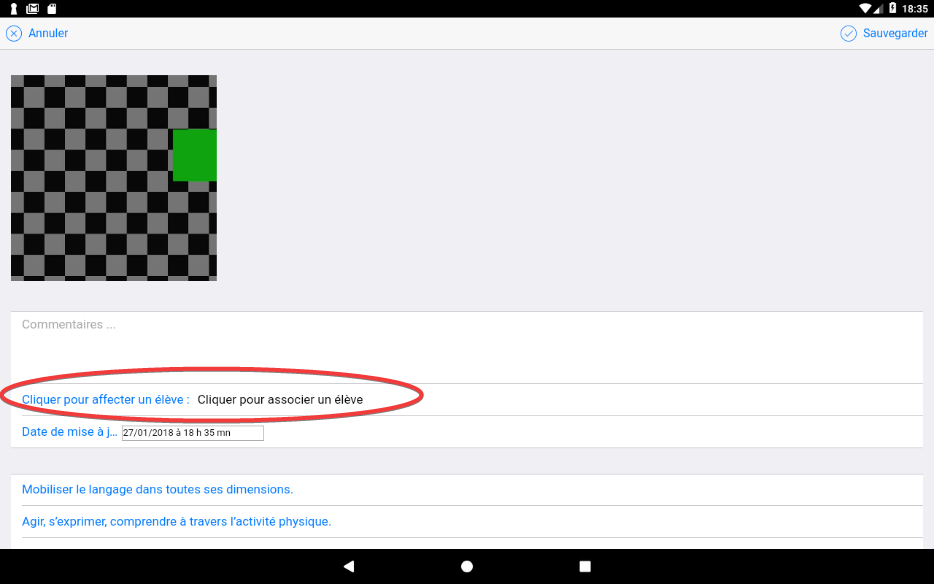 18:35
Annuler
Sauvegarder
Commentaires ...
Cliquer pour affecter un élève : Cliquer pour associer un élève
Date de mise à j... 27/01/2018 à 18 h 35 mn
Mobiliser le langage dans toutes ses dimensions.
Agir, s’exprimer, comprendre à travers l’activité physique.